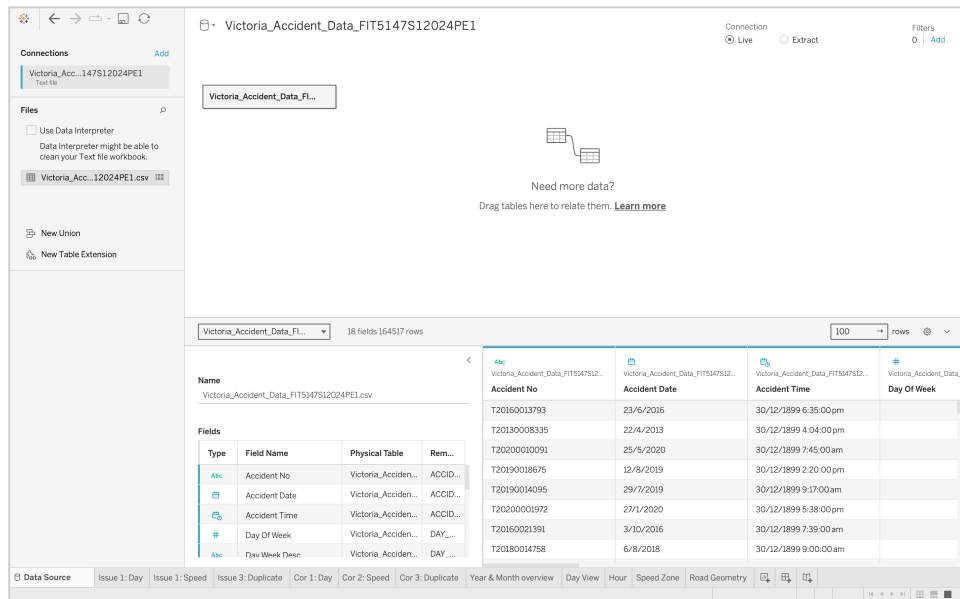 Victoria_Accident_Data_FIT5147S12024PE1
Connection
Live
Extract
Filters
0
Add
Connections
Add
Victoria_Acc...147S12024PE1
Text file
Files
Use Data Interpreter
Data Interpreter might be able to
clean your Text file workbook.
Victoria_Acc...12024PE1.csv
New Union
New Table Extension
Victoria_Accident_Data_Fl...
Need more data?
Drag tables here to relate them. Learn more
Victoria_Accident_Data_Fl...
18 fields 164517 rows
100
rows
Name
Victoria_Accident_Data_FIT5147S12024PE1.csv
Fields
Type Field Name Physical Table Rem...
Abc Accident No Victoria_Acciden... ACCID...
Accident Date Victoria_Acciden... ACCID...
Accident Time Victoria_Acciden... ACCID...
# Day Of Week Victoria_Acciden... DAY_...
Abc Day Week Desc Victoria_Acciden... DAY_...
Abc #
Victoria_Accident_Data_FIT5147S12... Victoria_Accident_Data_FIT5147S12... Victoria_Accident_Data_FIT5147S12... Victoria_Accident_Data_
Accident No Accident Date Accident Time Day Of Week
T20160013793 23/6/2016 30/12/1899 6:35:00 pm
T20130008335 22/4/2013 30/12/1899 4:04:00 pm
T20200010091 25/5/2020 30/12/1899 7:45:00 am
T20190018675 12/8/2019 30/12/1899 2:20:00 pm
T20190014095 29/7/2019 30/12/1899 9:17:00 am
T20200001972 27/1/2020 30/12/1899 5:38:00 pm
T20160021391 3/10/2016 30/12/1899 7:39:00 am
T20180014758 6/8/2018 30/12/1899 9:00:00 am
Data Source Issue 1: Day Issue 1: Speed Issue 3: Duplicate Cor 1: Day Cor 2: Speed Cor 3: Duplicate Year & Month overview Day View Hour Speed Zone Road Geometry